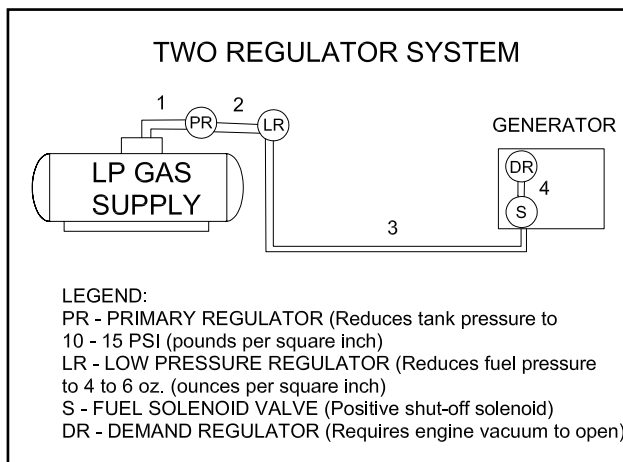 TWO REGULATOR SYSTEM
1
PR
2
LR
GENERATOR
LP GAS
SUPPLY
DR
4
S
3
LEGEND:
PR - PRIMARY REGULATOR (Reduces tank pressure to
10 - 15 PSI (pounds per square inch)
LR - LOW PRESSURE REGULATOR (Reduces fuel pressure
to 4 to 6 oz. (ounces per square inch)
S - FUEL SOLENOID VALVE (Positive shut-off solenoid)
DR - DEMAND REGULATOR (Requires engine vacuum to open)